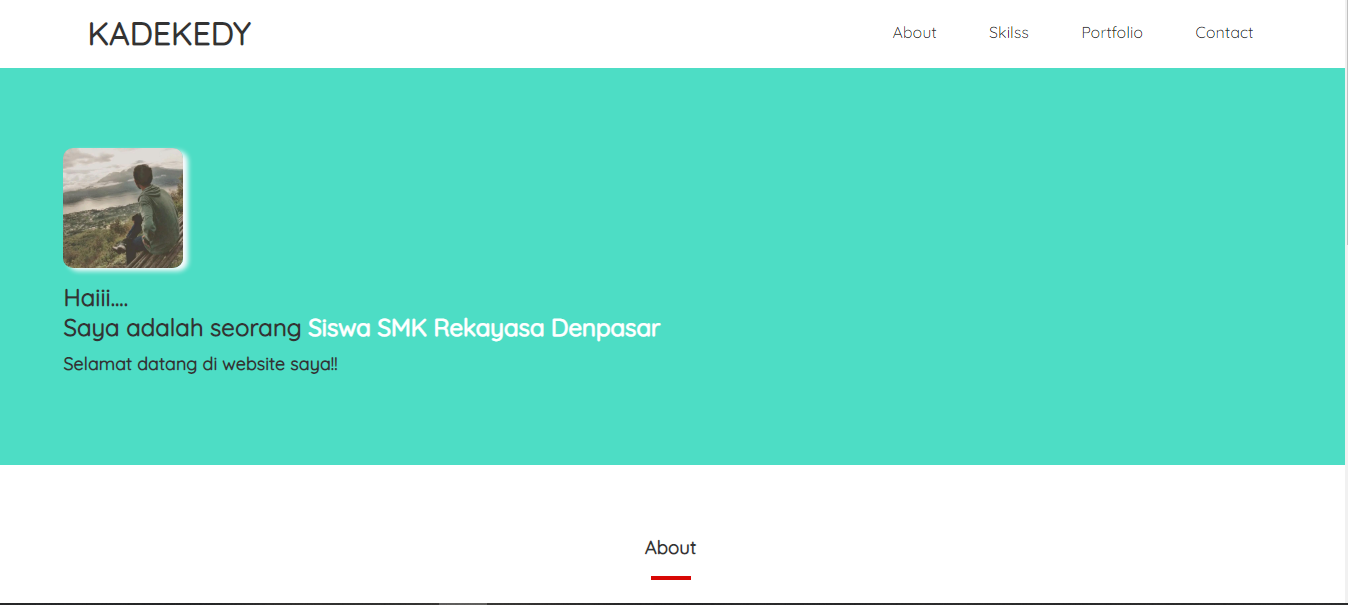 KADEKEDY
About Skilss Portfolio Contact
Haiii....
Saya adalah seorang Siswa SMK Rekayasa Denpasar
Selamat datang di website saya!!
About